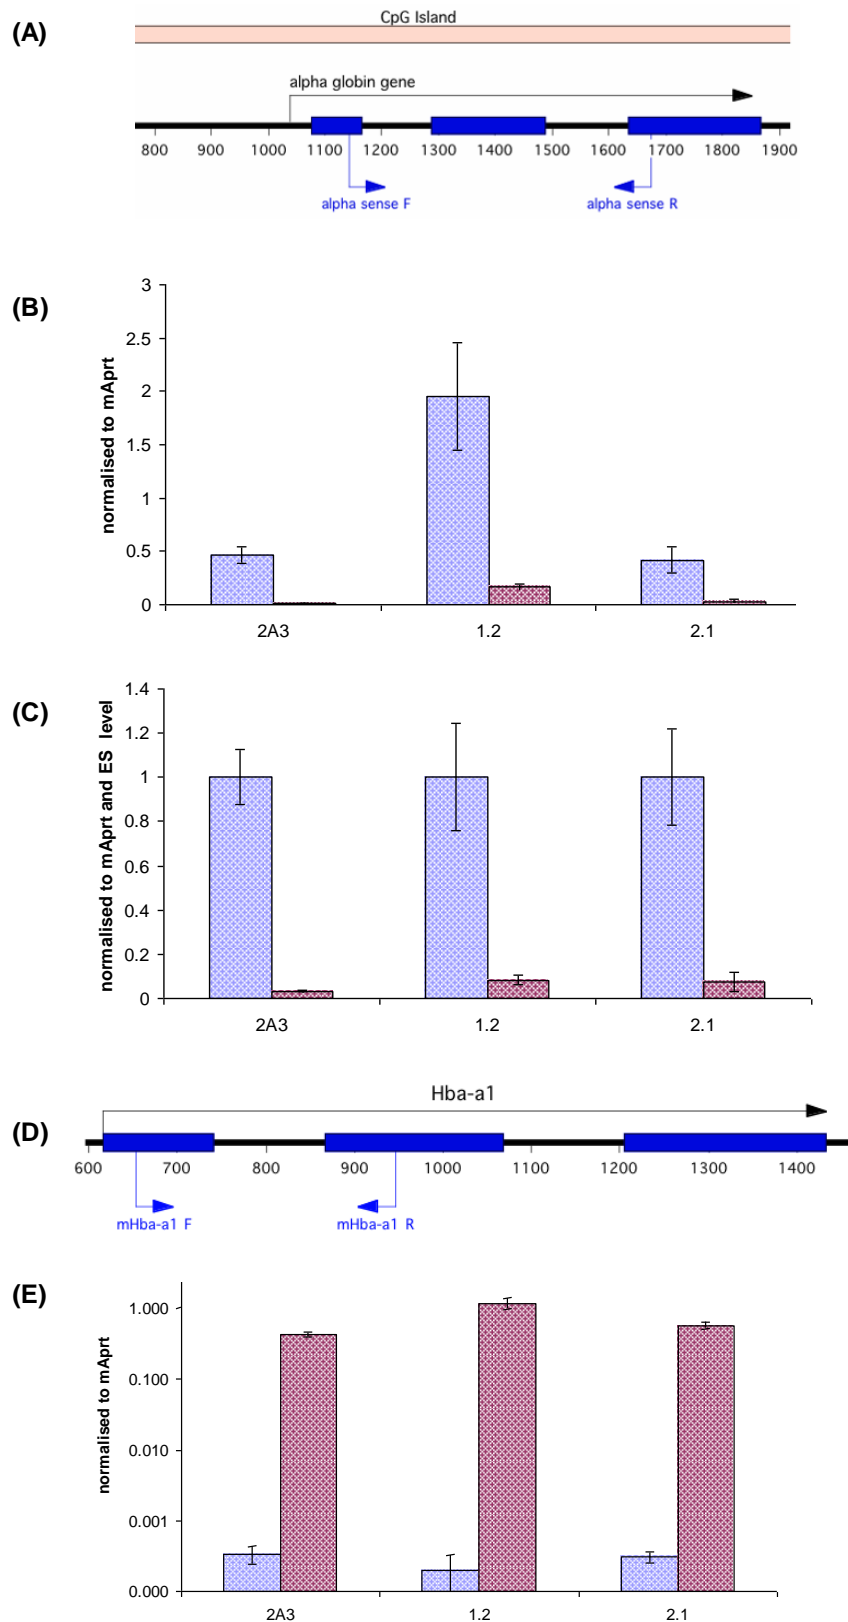 (A)
CpG Island
alpha globin gene
800 900 1000 1100 1200 1300 1400 1500 1600 1700 1800 1900
alpha sense F alpha sense R
(B)
normalised to mAprt
3
2.5
2
1.5
1
0.5
0
2A3 1.2 2.1
(C)
normalised to mAprt and ES level
1.4
1.2
1
0.8
0.6
0.4
0.2
0
2A3 1.2 2.1
(D)
Hba-a1
600 700 800 900 1000 1100 1200 1300 1400
mHba-a1 F mHba-a1 R
(E)
normalised to mAprt
1.000
0.100
0.010
0.001
0.000
2A3 1.2 2.1